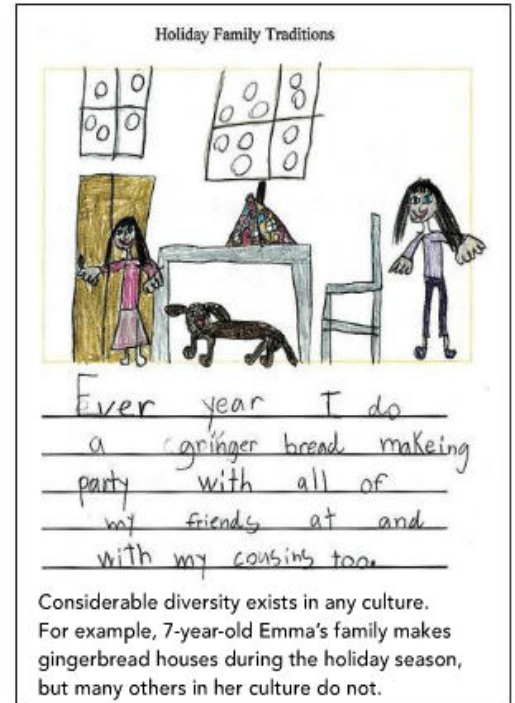 Holiday Family Traditions
Ever year I do
a gringer bread makeing
party with all of
my friends at and
with my cousins too.
Considerable diversity exists in any culture.
For example, 7-year-old Emma's family makes
gingerbread houses during the holiday season,
but many others in her culture do not.